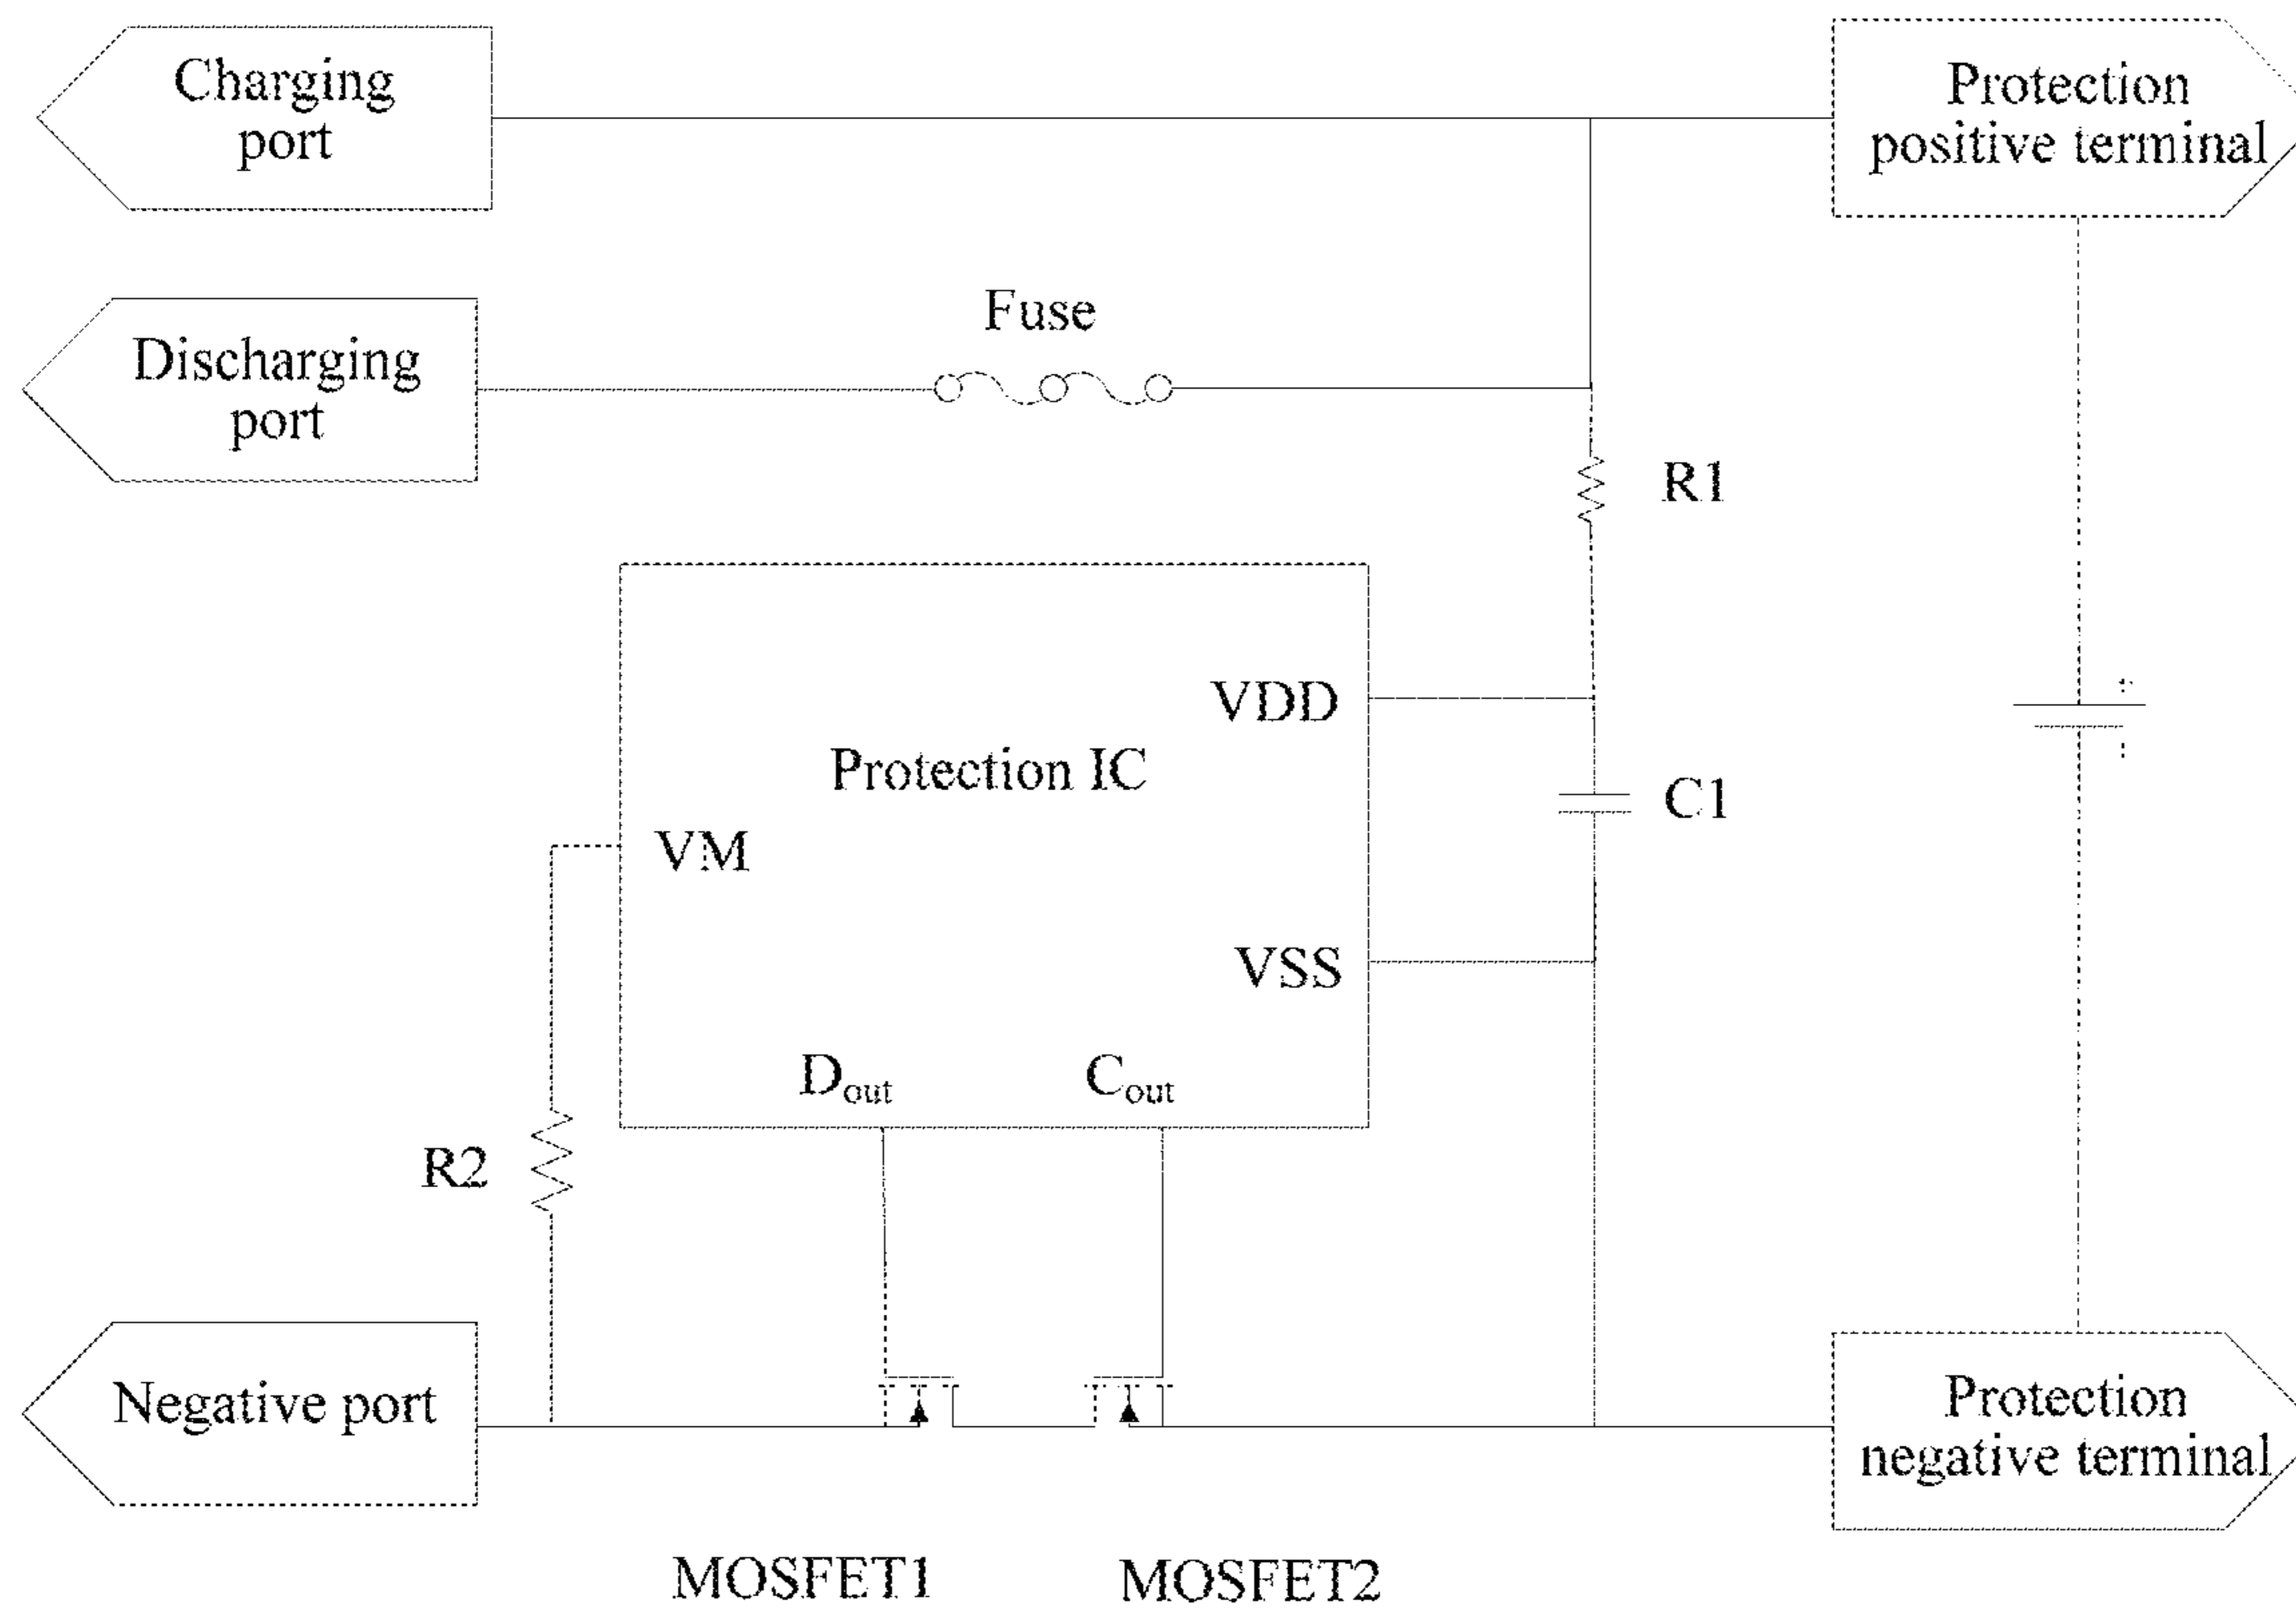 Charging
port
Protection
positive terminal
Fuse
Discharging
port
R1
VDD
Protection IC
C1
VM
VSS
Dout
Cout
R2
Negative port
Protection
negative terminal
MOSFET1
MOSFET2